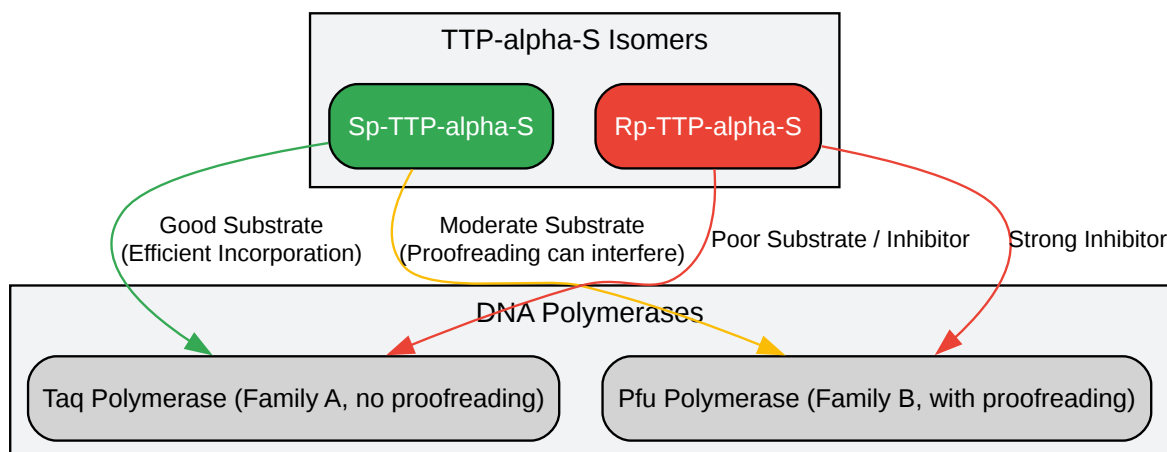 TTP-alpha-S Isomers
Sp-TTP-alpha-S
Rp-TTP-alpha-S
Good Substrate
(Efficient Incorporation)
Moderate Substrate
(Proofreading can interfere)
Poor Substrate / Inhibitor
Strong Inhibitor
DNA Polymerases
Taq Polymerase (Family A, no proofreading)
Pfu Polymerase (Family B, with proofreading)